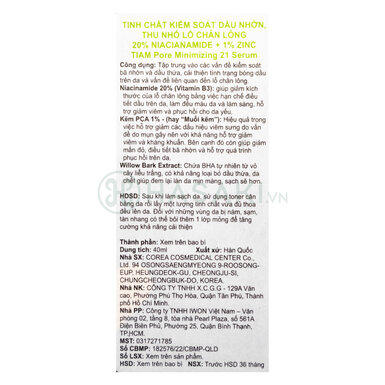 TINH CHẤT KIỂM SOÁT DẦU NHỜN,
THU NHỎ LỖ CHÂN LÔNG
20% NIACIANAMIDE + 1% ZINC
TIAM Pore Minimizing 21 Serum
Công dụng: Tập trung vào các vấn đề kiểm soát
bã nhờn và dầu thừa, cải thiện tình trạng bóng dầu
trên da và vấn đề về lỗ chân lông.
Niacinamide 20% (Vitamin B3): giúp giảm kích
thước của lỗ chân lông bằng việc hạn chế điều
tiết dầu trên da, làm đều màu da và làm sáng, hỗ
trợ giảm viêm và phục hồi cho da.
Kẽm PCA 1% - (hay "Muối kẽm"): Hiệu quả trong
việc hỗ trợ giảm các dấu hiệu viêm sưng do vấn
đề do mụn gây nên với khả năng kháng khuẩn.
Bên cạnh đó còn giúp giảm
mẩn đỏ, điều tiết bã nhờn và hỗ trợ quá trình
phục hồi trên da.
Willow Bark Extract: Chứa BHA tự nhiên từ vỏ
cây liễu trắng, có khả năng loại bỏ dầu thừa, da
chết giúp đem lại làn da mịn màng, sạch sẽ hơn.
HASAKI.VN
HDSD: Sau khi làm sạch da, sử dụng toner cân
bằng da rồi lấy một lượng tinh chất vừa đủ thoa
đều lên da. Đối với những vùng da bị nám, sạm,
tàn nhang có thể bôi thêm 1 lớp mỏng để tăng
cường khả năng cải thiện
Thành phần: Xem trên bao bì
Dung tích: 40ml Xuất xứ: Hàn Quốc
Nhà SX: COREA COSMEDICAL CENTER Co.,
Ltd. 94 OSONGSAENGMYEONG 9-ROOSONG-
EUP, HEUNGDEOK-GU, CHEONGJU-SI,
CHUNGCHEONGBUK-DO, KOREA.
Nhà NK: CÔNG TY TNHH X.C.G.G - 129A Văn
cao, Phường Phú Thọ Hòa, Quận Tân Phú, Thành
phố Hồ Chí Minh.
Nhà PP: CÔNG TY TNHH IWON Việt Nam – Văn
phòng 02, tầng 8, tòa nhà Pearl Plaza, số 561A
Điện Biên Phủ, Phường 25, Quận Bình Thạnh,
TP.HCM.
MST: 0317271785
Số CBMP: 182576/22/CBMP-QLD
Số LSX: Xem trên sản phẩm.
HSD: Xem trên bao bì NSX: Trước HSD 36 tháng